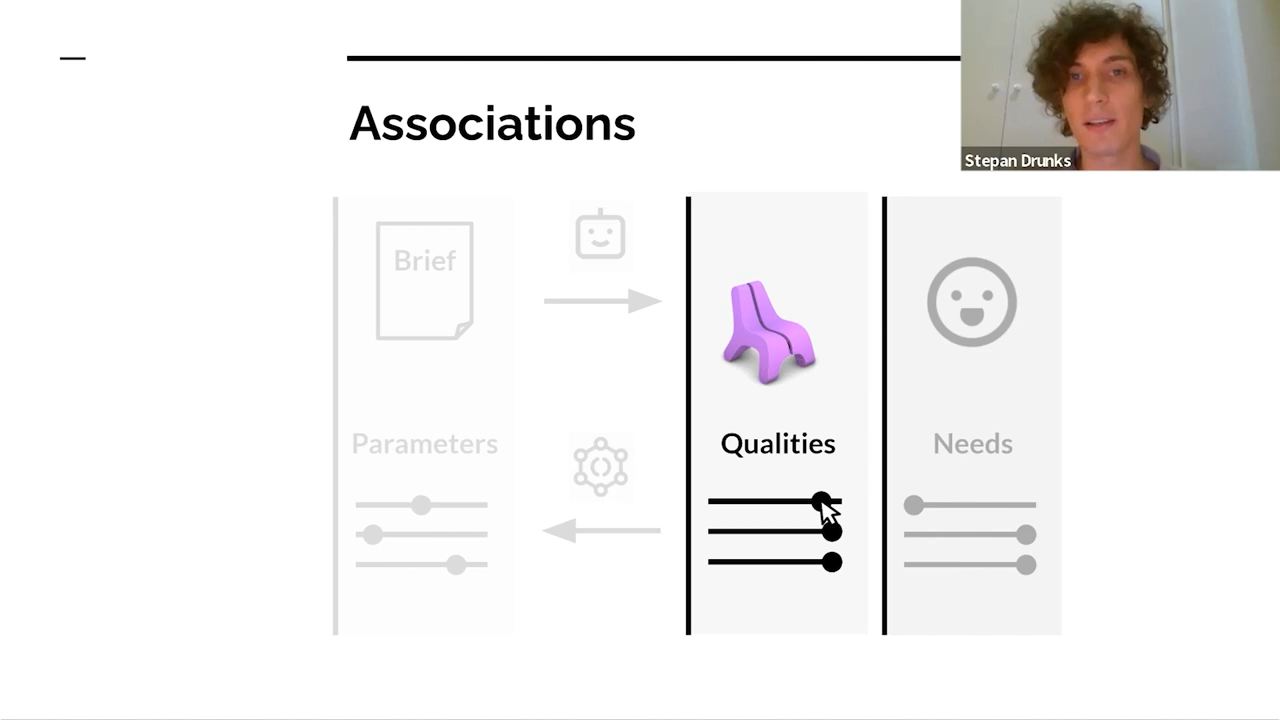 Associations
Stepan Drunks
Brief
Parameters
Qualities
Needs